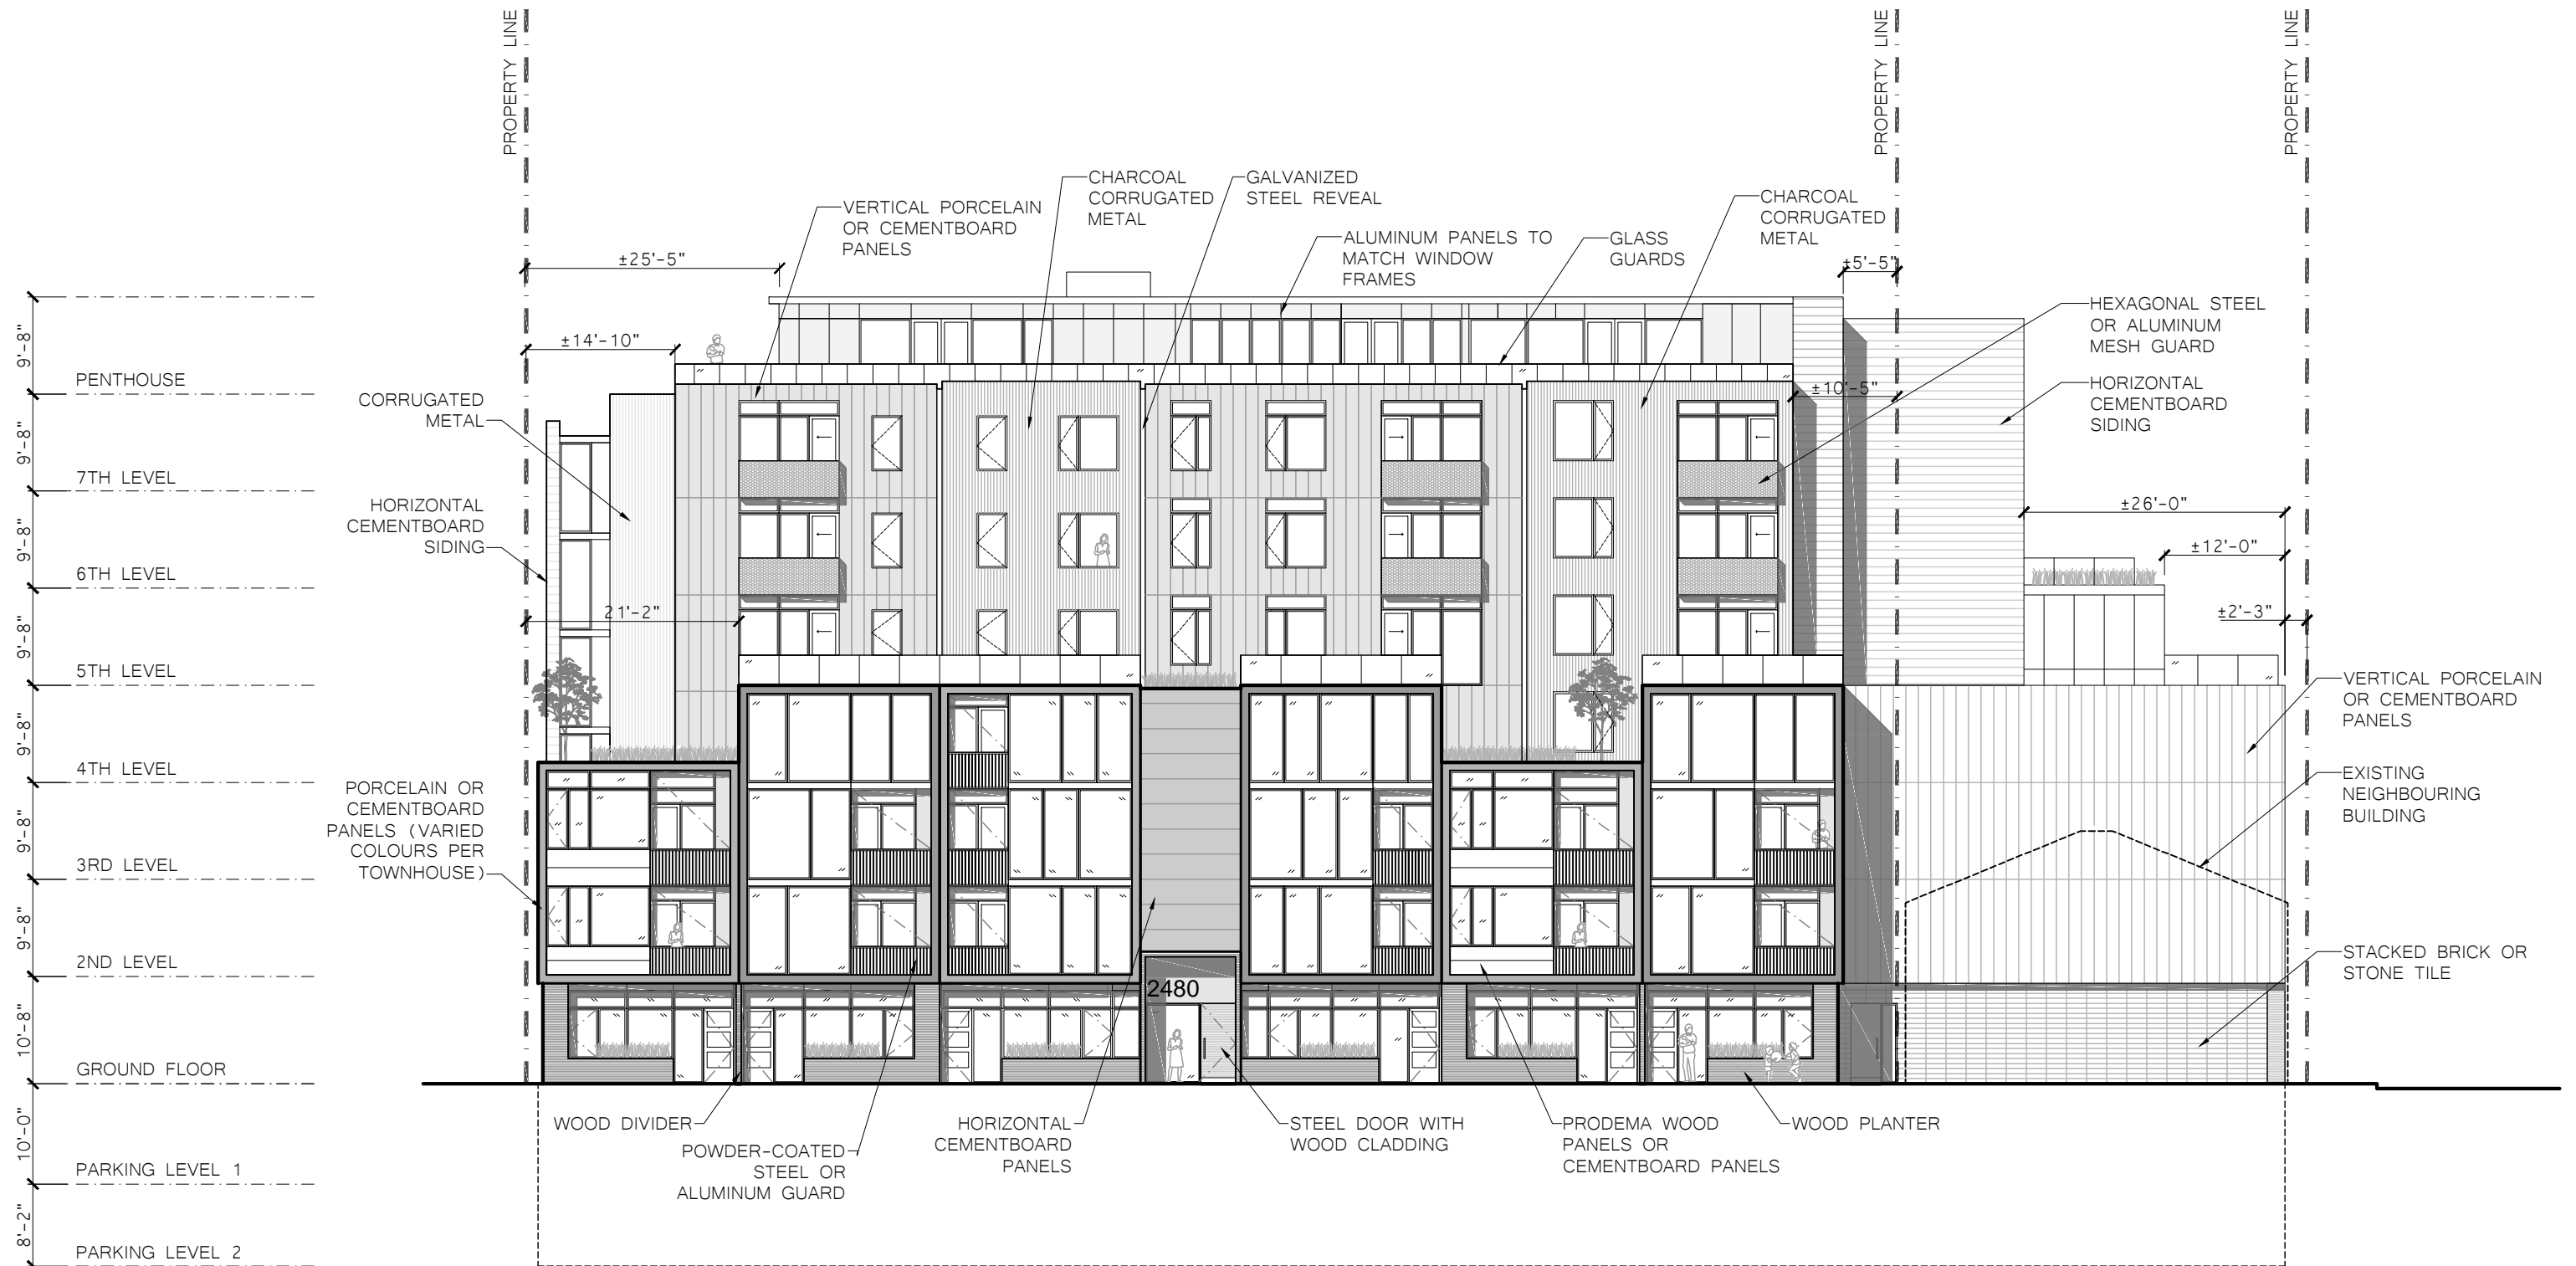 PROPERTY LINE
PROPERTY LINE
PROPERTY LINE
VERTICAL PORCELAIN
OR CEMENTBOARD
PANELS
CHARCOAL
CORRUGATED
METAL
GALVANIZED
STEEL REVEAL
ALUMINUM PANELS TO
MATCH WINDOW
FRAMES
GLASS
GUARDS
CHARCOAL
CORRUGATED
METAL
±25'-5"
±5'-5"
±14'-10"
±10'-5"
HEXAGONAL STEEL
OR ALUMINUM
MESH GUARD
HORIZONTAL
CEMENTBOARD
SIDING
9'-8"
PENTHOUSE
CORRUGATED
METAL
9'-8"
7TH LEVEL
HORIZONTAL
CEMENTBOARD
SIDING
±26'-0"
±12'-0"
±2'-3"
9'-8"
6TH LEVEL
21'-2"
9'-8"
5TH LEVEL
VERTICAL PORCELAIN
OR CEMENTBOARD
PANELS
9'-8"
4TH LEVEL
PORCELAIN OR
CEMENTBOARD
PANELS (VARIED
COLOURS PER
TOWNHOUSE)
EXISTING
NEIGHBOURING
BUILDING
9'-8"
3RD LEVEL
9'-8"
2ND LEVEL
STACKED BRICK OR
STONE TILE
2480
10'-8"
GROUND FLOOR
WOOD DIVIDER
POWDER-COATED
STEEL OR
ALUMINUM GUARD
HORIZONTAL
CEMENTBOARD
PANELS
STEEL DOOR WITH
WOOD CLADDING
PRODEMA WOOD
PANELS OR
CEMENTBOARD PANELS
WOOD PLANTER
10'-0"
PARKING LEVEL 1
8'-2"
PARKING LEVEL 2